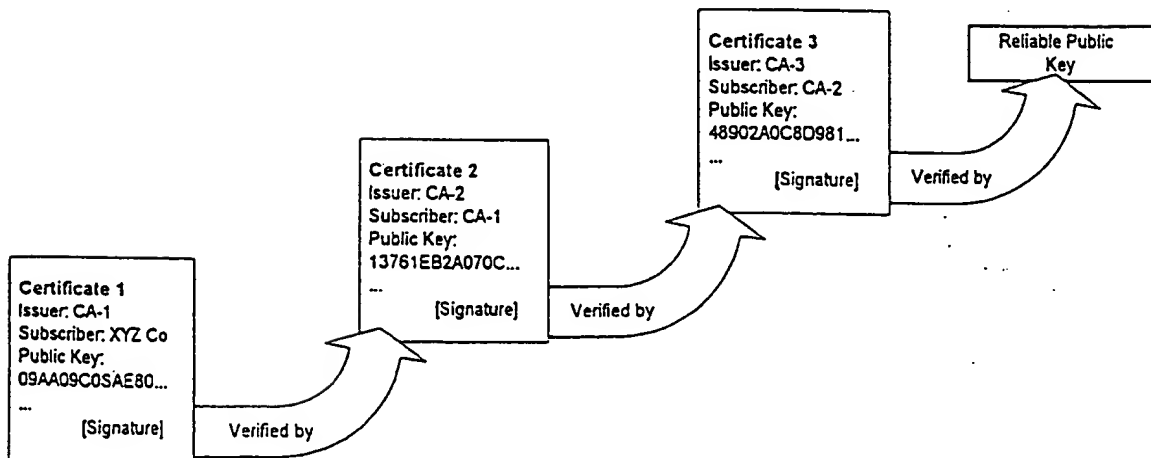 Certificate 3
Issuer: CA-3
Subscriber: CA-2
Public Key:
48902A0C8D981...
...
[Signature]
Reliable Public
Key
Verified by
Certificate 2
Issuer: CA-2
Subscriber: CA-1
Public Key:
13761EB2A070C...
...
[Signature]
Verified by
Certificate 1
Issuer: CA-1
Subscriber: XYZ Co
Public Key:
09AA09C0SAE80...
...
[Signature]
Verified by